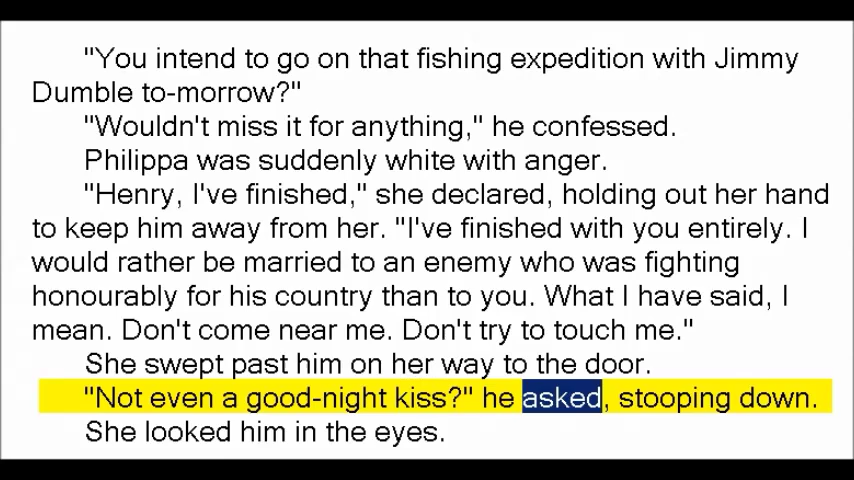 "You intend to go on that fishing expedition with Jimmy
Dumble to-morrow?"
"Wouldn't miss it for anything," he confessed.
Philippa was suddenly white with anger.
"Henry, I've finished," she declared, holding out her hand
to keep him away from her. "I've finished with you entirely. I
would rather be married to an enemy who was fighting
honourably for his country than to you. What I have said, I
mean. Don't come near me. Don't try to touch me."
She swept past him on her way to the door.
"Not even a good-night kiss?" he asked, stooping down.
She looked him in the eyes.